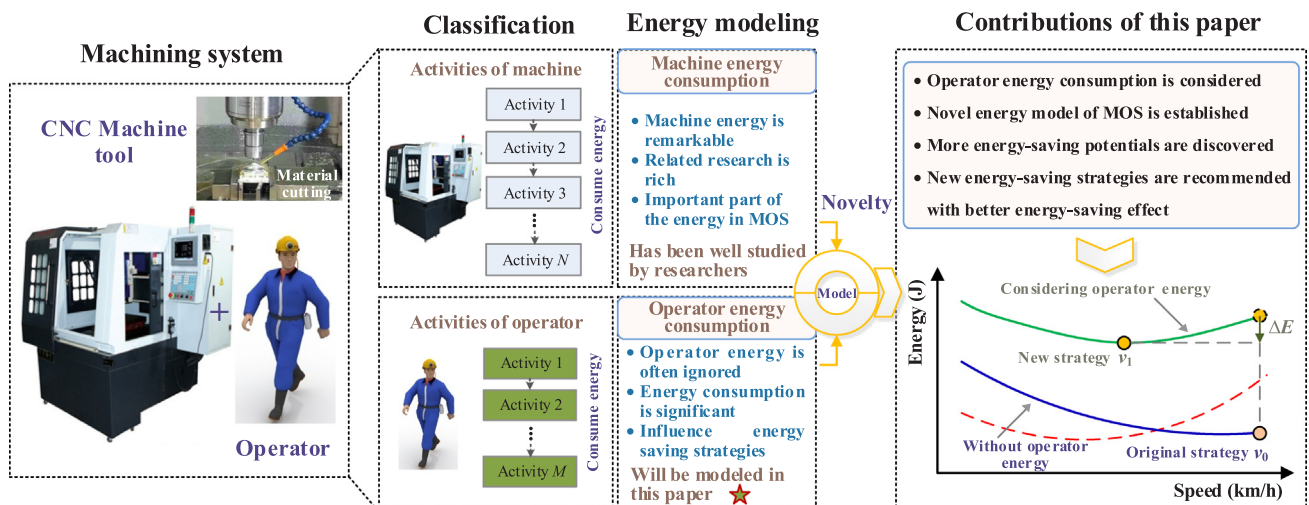 Machining system
CNC Machine
tool
Material
cutting
+
Operator
Classification
Activities of machine
Activity 1
Activity 2
Activity 3
Activity N
Consume energy
Activities of operator
Activity 1
Activity 2
Activity M
Consume energy
Energy modeling
Machine energy
consumption
• Machine energy is
remarkable
• Related research is
rich
• Important part of
the energy in MOS
Has been well studied
by researchers
Operator energy
consumption
• Operator energy is
often ignored
• Energy consumption
is significant
• Influence energy
saving strategies
Will be modeled in
this paper
Novelty
Model
Contributions of this paper
• Operator energy consumption is considered
• Novel energy model of MOS is established
• More energy-saving potentials are discovered
• New energy-saving strategies are recommended
with better energy-saving effect
Energy (J)
Considering operator energy
ΔE
New strategy v1
Without operator
energy
Original strategy v0
Speed (km/h)